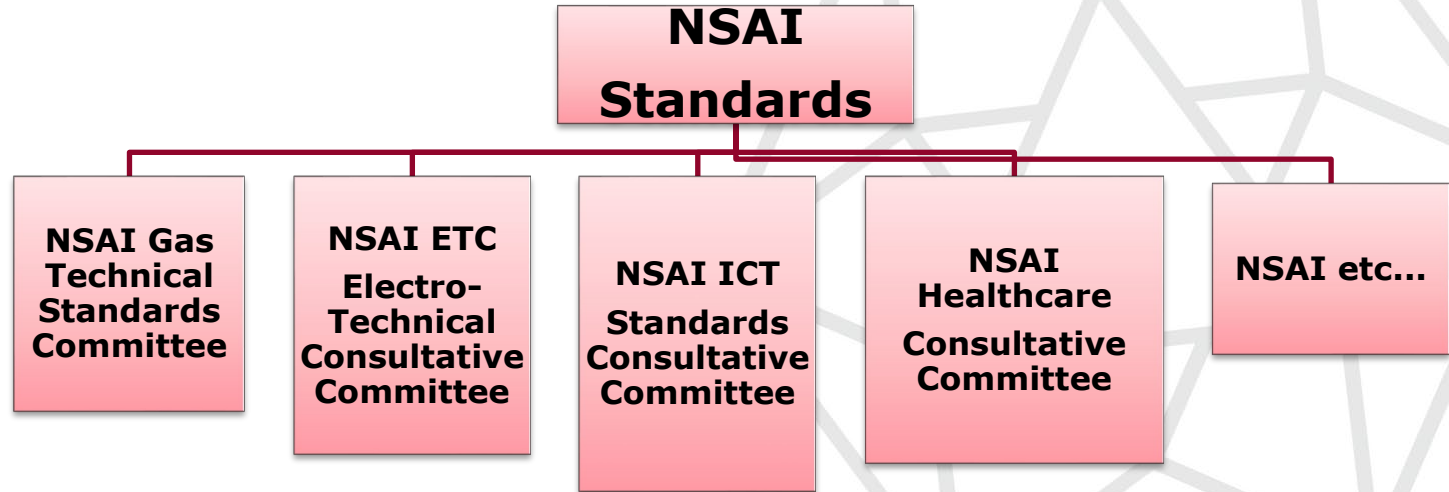 NSAI
Standards
NSAI Gas
Technical
Standards
Committee
NSAI ETC
Electro-
Technical
Consultative
Committee
NSAI ICT
Standards
Consultative
Committee
NSAI
Healthcare
Consultative
Committee
NSAI etc...